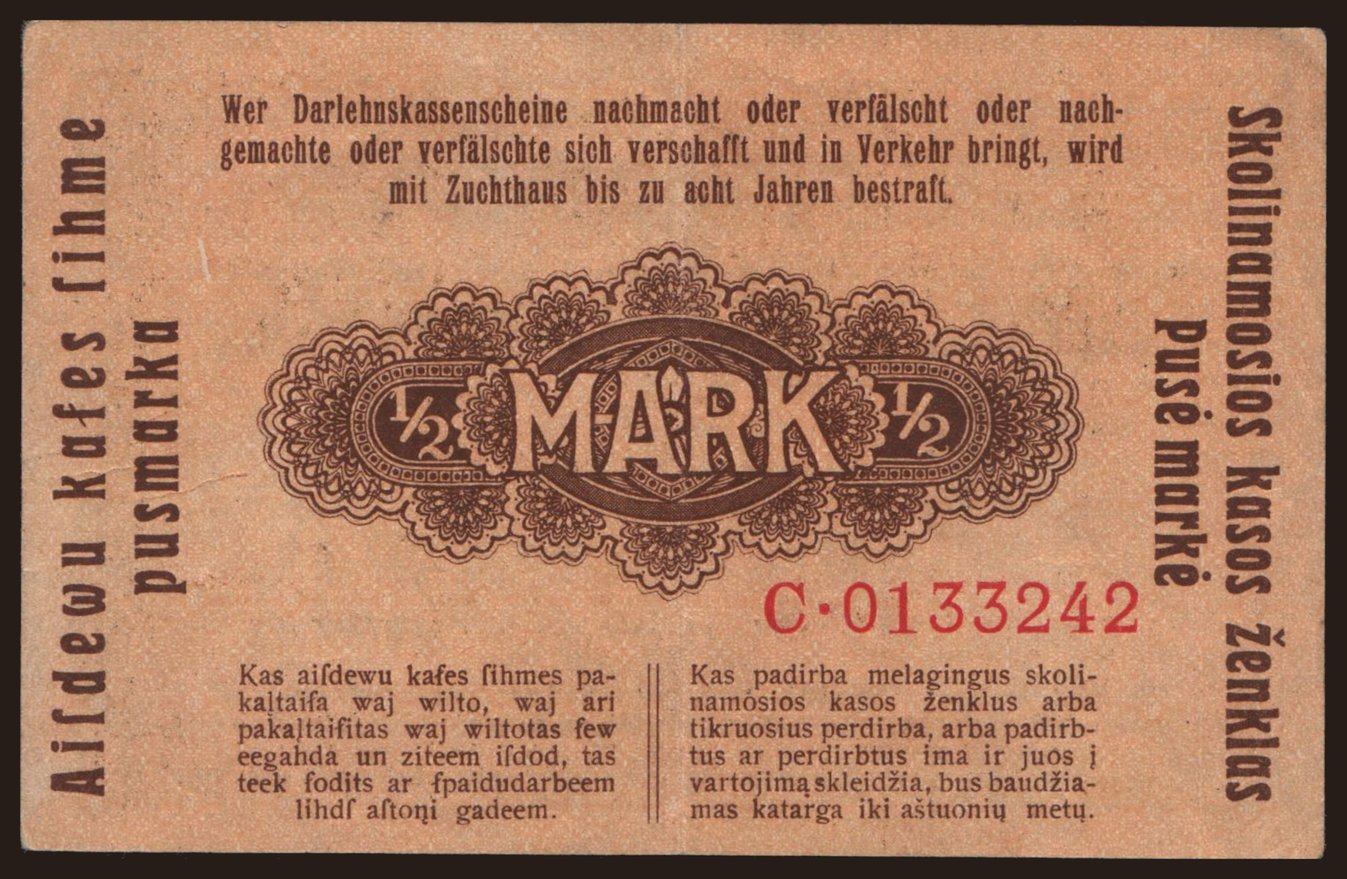 Wer Darlehnskassenscheine nachmacht oder verfälscht oder nach-
gemachte oder verfälschte sich verschafft und in Verkehr bringt, wird
mit Zuchthaus bis zu acht Jahren bestraft.
Aiſdewu kaſes ſihme
pusmarka
½ MARK ½
Skolinamosios kasos ženklas
Pusė markė
C·0133242
Kas aiſdewu kaſes ſihmes pa-
kaļtaiſa waj wilto, waj ari
pakaļtaiſitas waj wiltotas ſew
eegahda un ziteem iſdod, tas
teek ſodits ar ſpaidudarbeem
lihdſ aſtoņi gadeem.
Kas padirba melagingus skoli-
namosios kasos ženklus arba
tikruosius perdirba, arba padirb-
tus ar perdirbtus ima ir juos į
vartojimą skleidžia, bus baudžia-
mas katarga iki aštuonių metų.